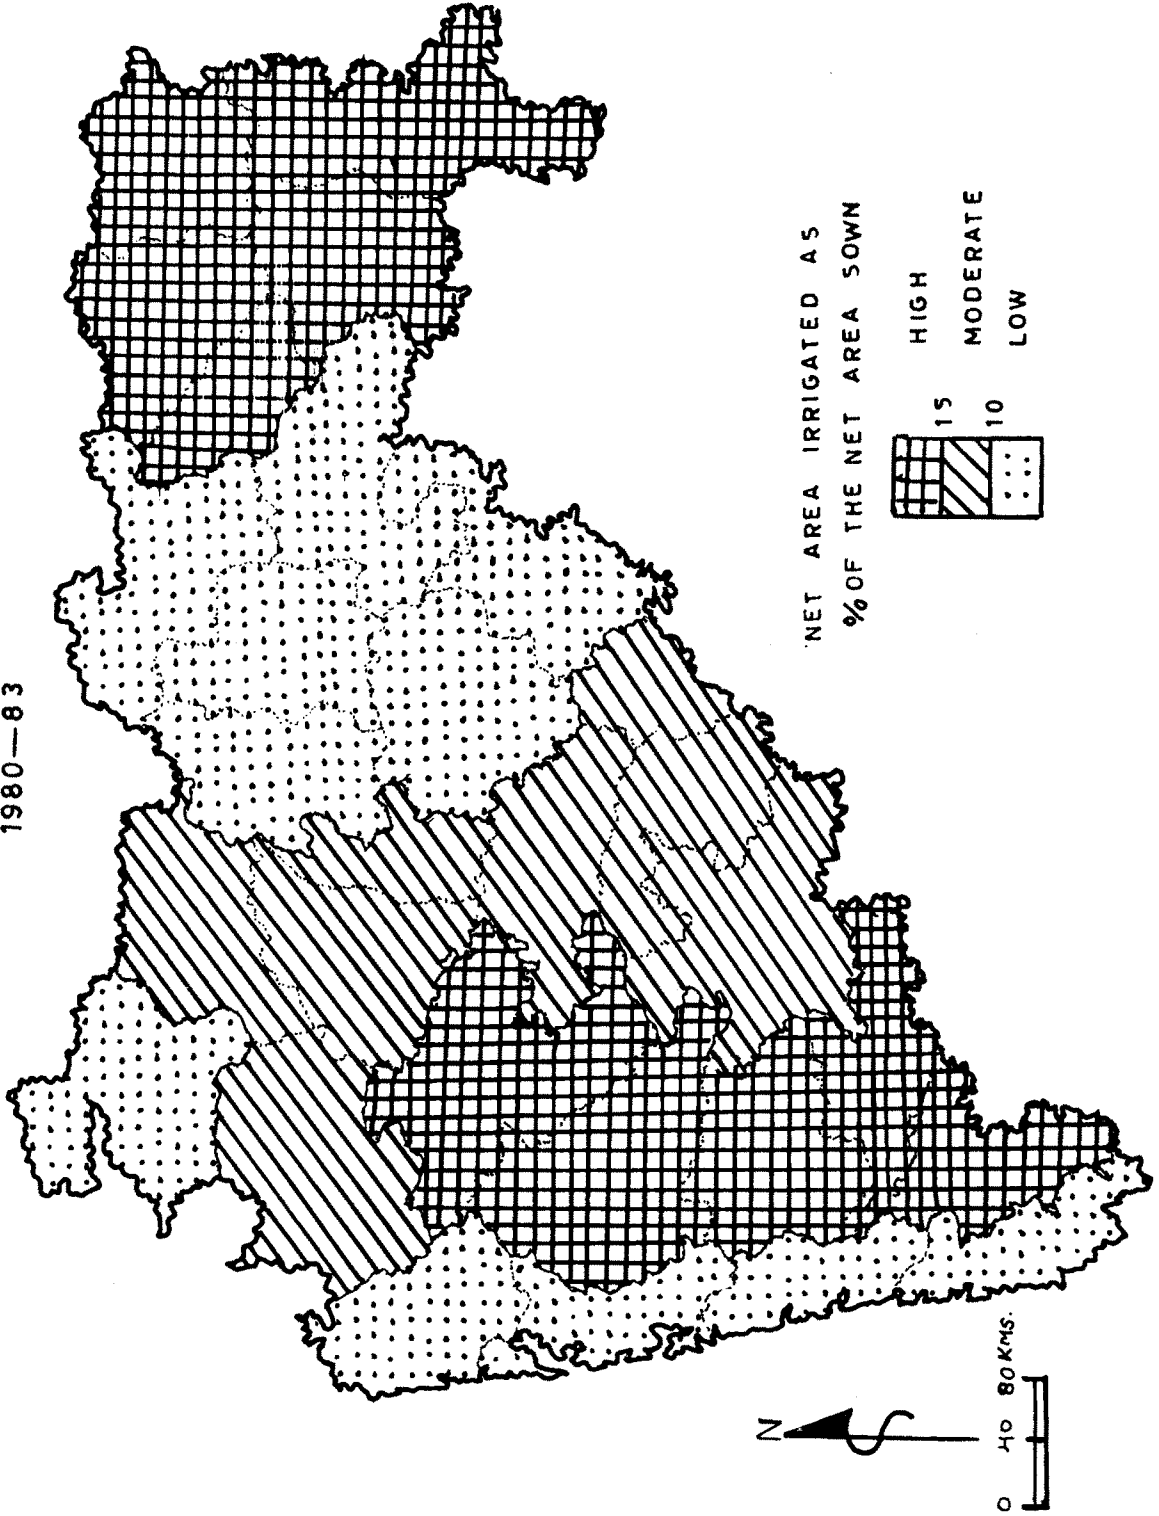 1980—83
NET AREA IRRIGATED AS
% OF THE NET AREA SOWN
HIGH
15
MODERATE
10
LOW
N
0 40 80 KMS.